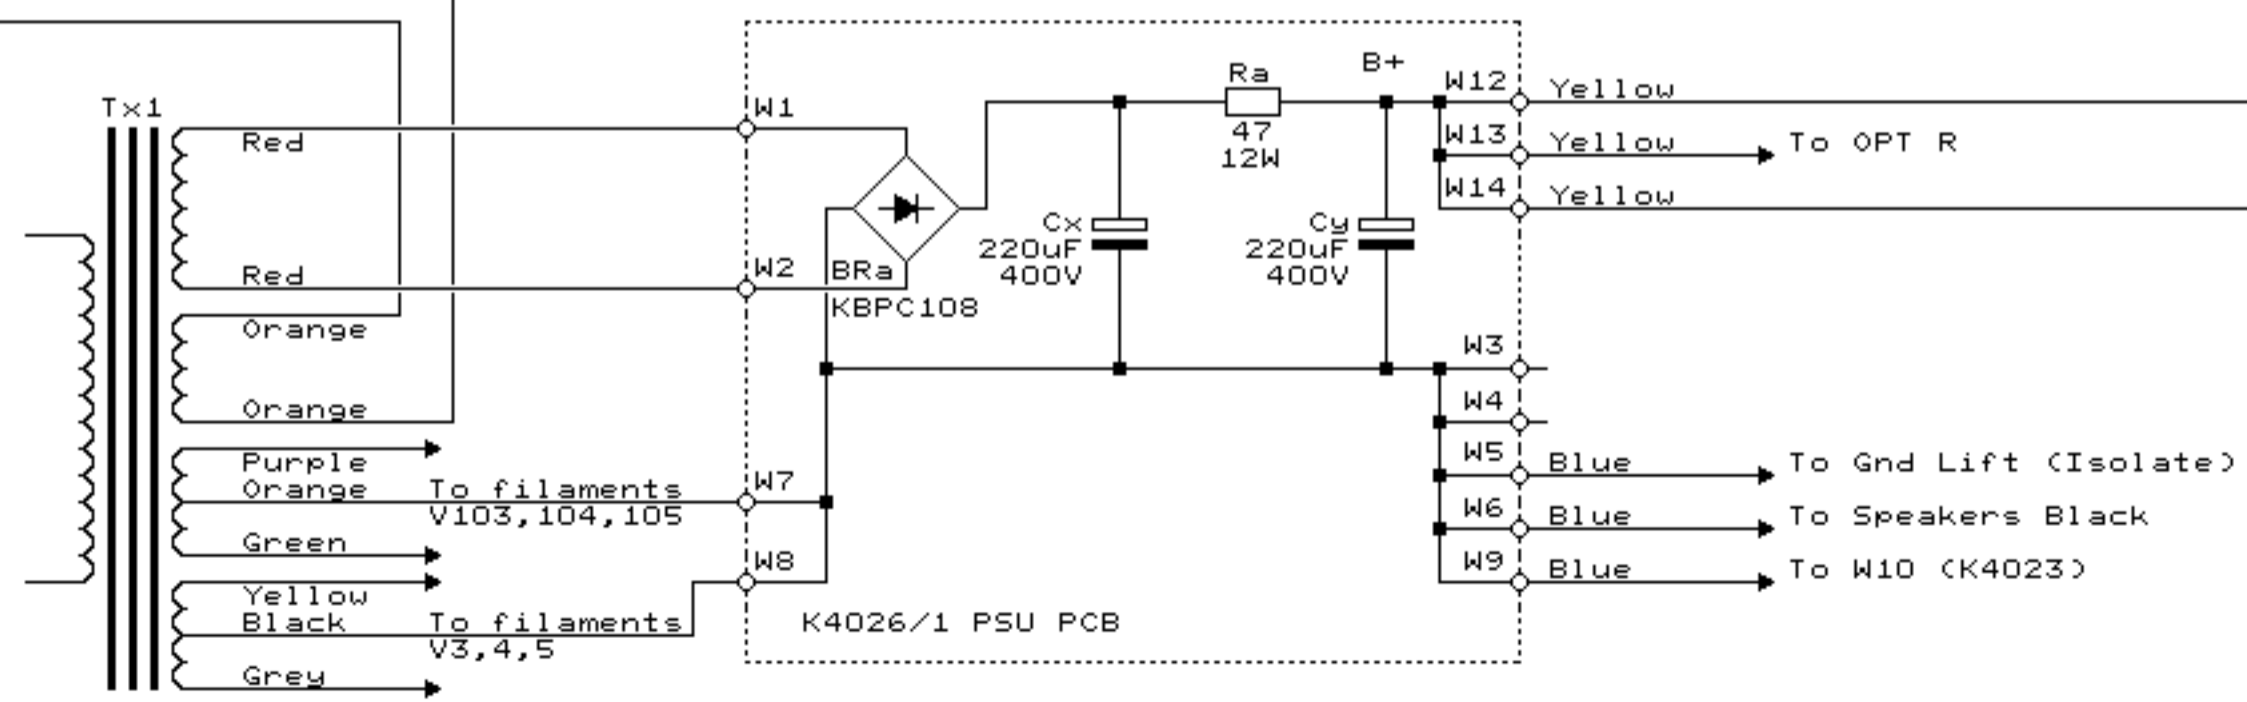 Tx1
Red
Red
Orange
Orange
Purple
Orange
To filaments
V103,104,105
Green
Yellow
Black
To filaments
V3,4,5
Grey
W1
W2
BRa
KBPC108
W7
W8
K4026/1 PSU PCB
Cx
220uF
400V
Ra
47
12W
B+
Cy
220uF
400V
W12 Yellow
W13 Yellow To OPT R
W14 Yellow
W3
W4
W5 Blue To Gnd Lift (Isolate)
W6 Blue To Speakers Black
W9 Blue To W10 (K4023)